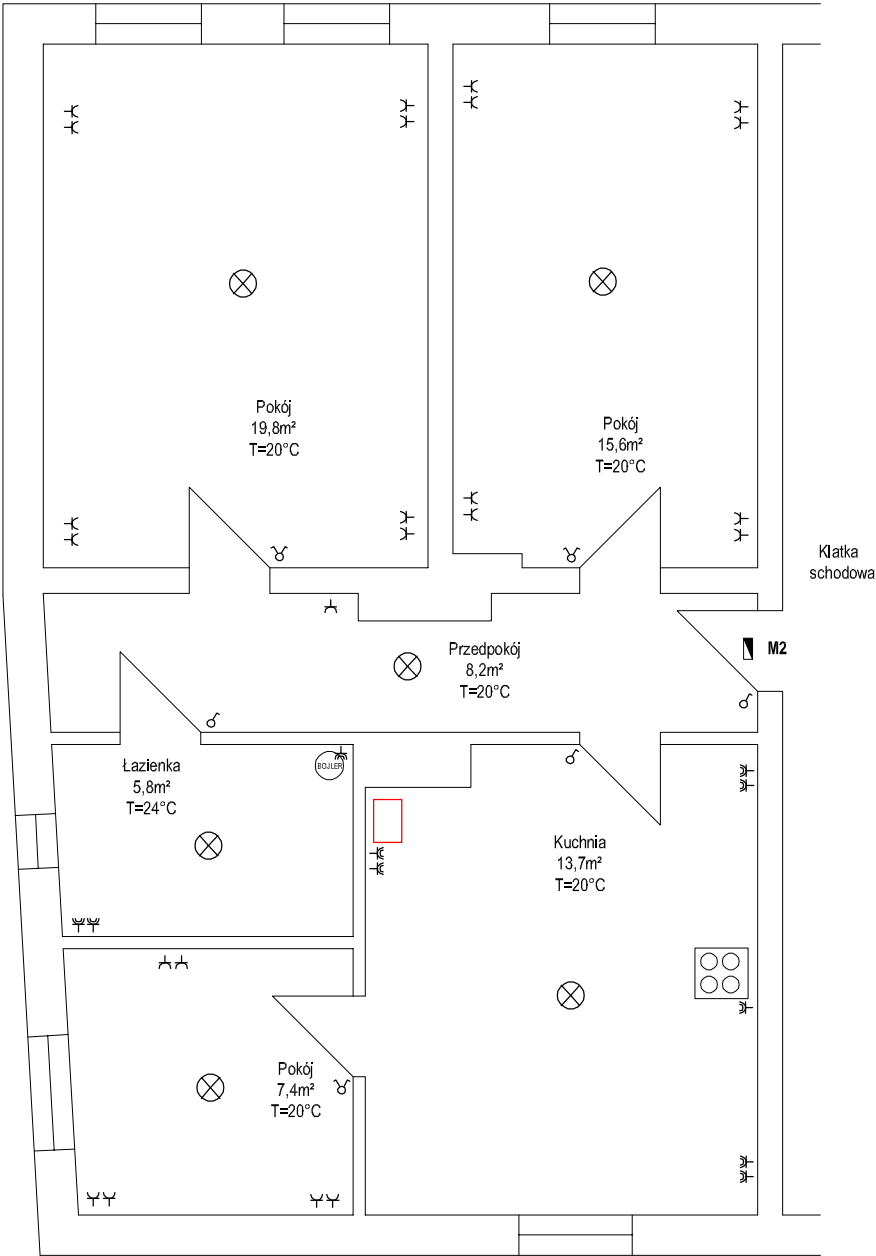 Pokój
19,8m²
T=20°C
Pokój
15,6m²
T=20°C
Klatka
schodowa
Przedpokój
8,2m²
T=20°C
M2
Łazienka
5,8m²
T=24°C
BOJLER
Kuchnia
13,7m²
T=20°C
Pokój
7,4m²
T=20°C